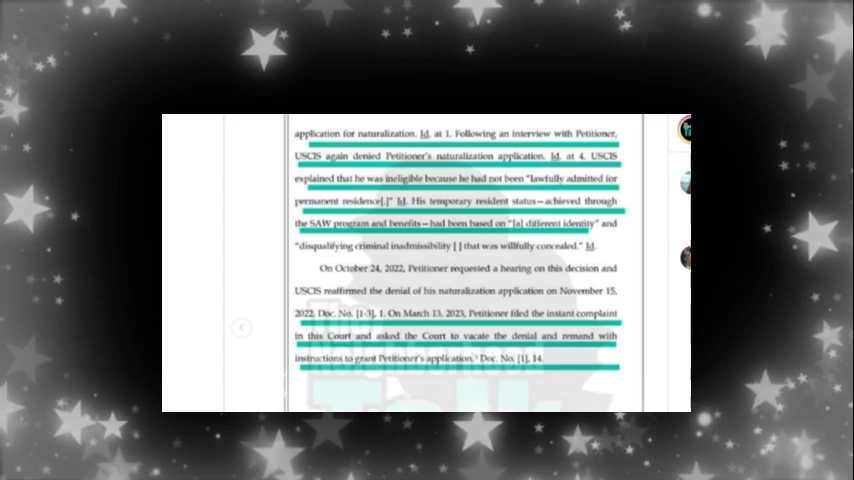 application for naturalization. Id. at 1. Following an interview with Petitioner,
USCIS again denied Petitioner's naturalization application. Id. at 4. USCIS
explained that he was ineligible because he had not been "lawfully admitted for
permanent residence[.]" Id. His temporary resident status—achieved through
the SAW program and benefits—had been based on "[a] different identity" and
"disqualifying criminal inadmissibility [ ] that was willfully concealed." Id.
On October 24, 2022, Petitioner requested a hearing on this decision and
USCIS reaffirmed the denial of his naturalization application on November 15,
2022. Doc. No. [1-3], 1. On March 13, 2023, Petitioner filed the instant complaint
in this Court and asked the Court to vacate the denial and remand with
instructions to grant Petitioner's application.¹ Doc. No. [1], 14.
The
Neighborhood
Talk